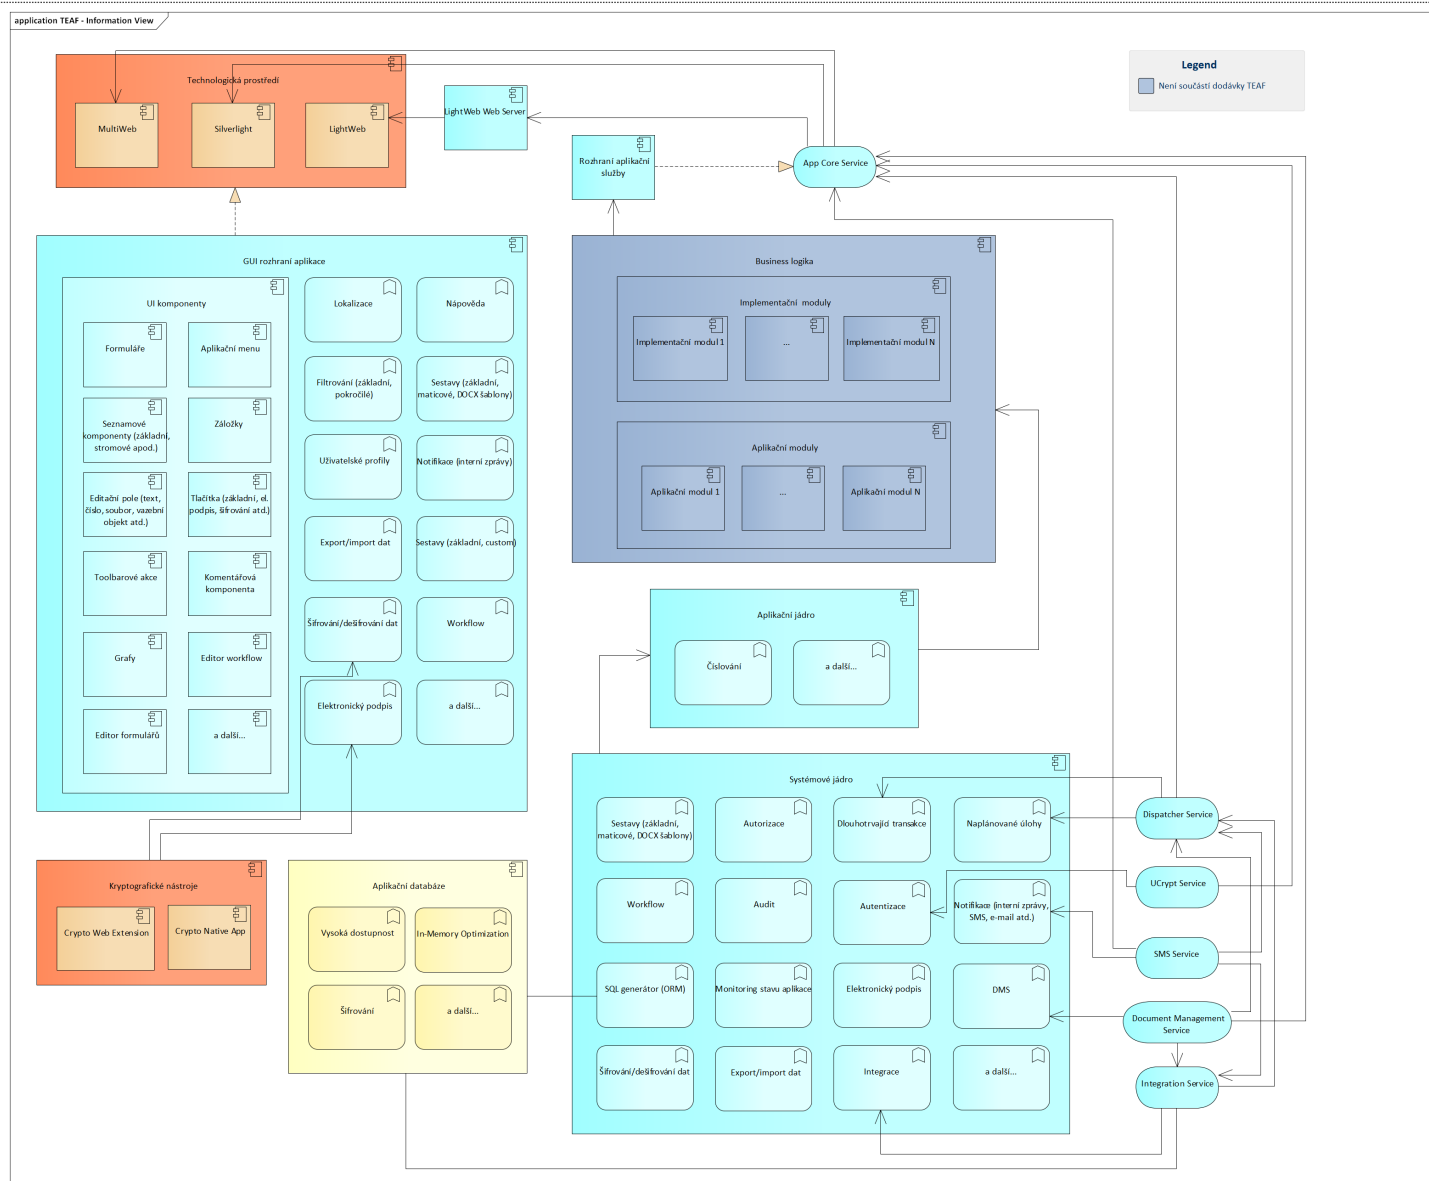 application TEAF - Information View
Legend
Není součástí dodávky TEAF
Technologická prostředí
MultiWeb
Silverlight
LightWeb
LightWeb Web Server
Rozhraní aplikační
služby
App Core Service
GUI rozhraní aplikace
UI komponenty
Formuláře
Aplikační menu
Seznamové
komponenty (základní,
stromové apod.)
Záložky
Editační pole (text,
číslo, soubor, vazební
objekt atd.)
Tlačítka (základní, el.
podpis, šifrování atd.)
Toolbarové akce
Komentářová
komponenta
Grafy
Editor workflow
Editor formulářů
a další...
Lokalizace
Nápověda
Filtrování (základní,
pokročilé)
Sestavy (základní,
maticové, DOCX šablony)
Uživatelské profily
Notifikace (interní zprávy)
Export/import dat
Sestavy (základní, custom)
Šifrování/dešifrování dat
Workflow
Elektronický podpis
a další...
Business logika
Implementační moduly
Implementační modul 1
...
Implementační modul N
Aplikační moduly
Aplikační modul 1
...
Aplikační modul N
Aplikační jádro
Číslování
a další...
Systémové jádro
Sestavy (základní,
maticové, DOCX šablony)
Autorizace
Dlouhotrvající transakce
Naplánované úlohy
Workflow
Audit
Autentizace
Notifikace (interní zprávy,
SMS, e-mail atd.)
SQL generátor (ORM)
Monitoring stavu aplikace
Elektronický podpis
DMS
Šifrování/dešifrování dat
Export/import dat
Integrace
a další...
Dispatcher Service
UCrypt Service
SMS Service
Document Management
Service
Integration Service
Kryptografické nástroje
Crypto Web Extension
Crypto Native App
Aplikační databáze
Vysoká dostupnost
In-Memory Optimization
Šifrování
a další...